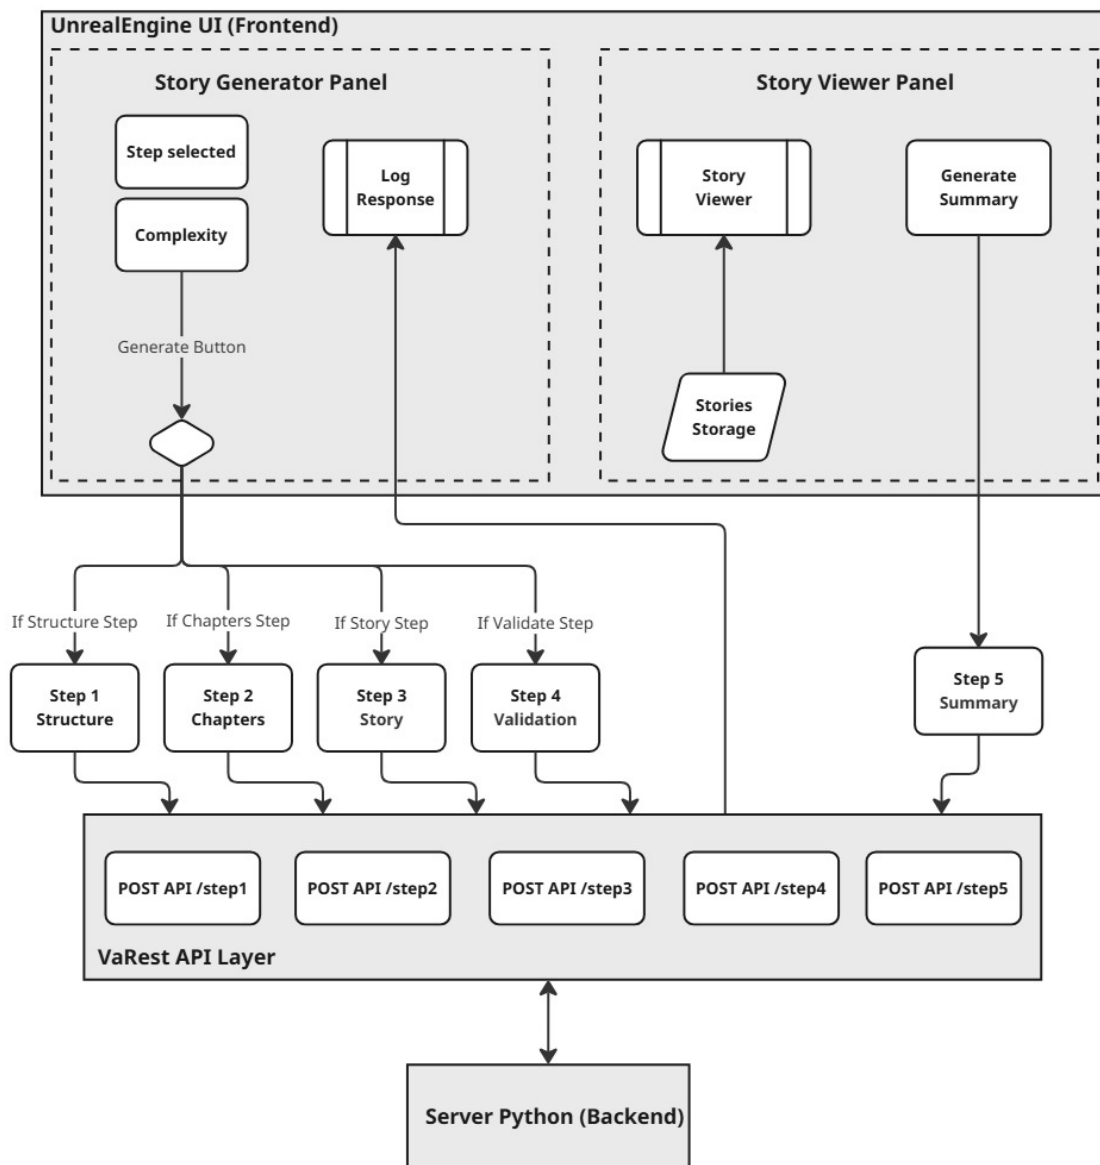 UnrealEngine UI (Frontend)
Story Generator Panel
Story Viewer Panel
Step selected
Complexity
Log
Response
Story
Viewer
Generate
Summary
Generate Button
Stories
Storage
If Structure Step
If Chapters Step
If Story Step
If Validate Step
Step 1
Structure
Step 2
Chapters
Step 3
Story
Step 4
Validation
Step 5
Summary
POST API /step1
POST API /step2
POST API /step3
POST API /step4
POST API /step5
VaRest API Layer
Server Python (Backend)